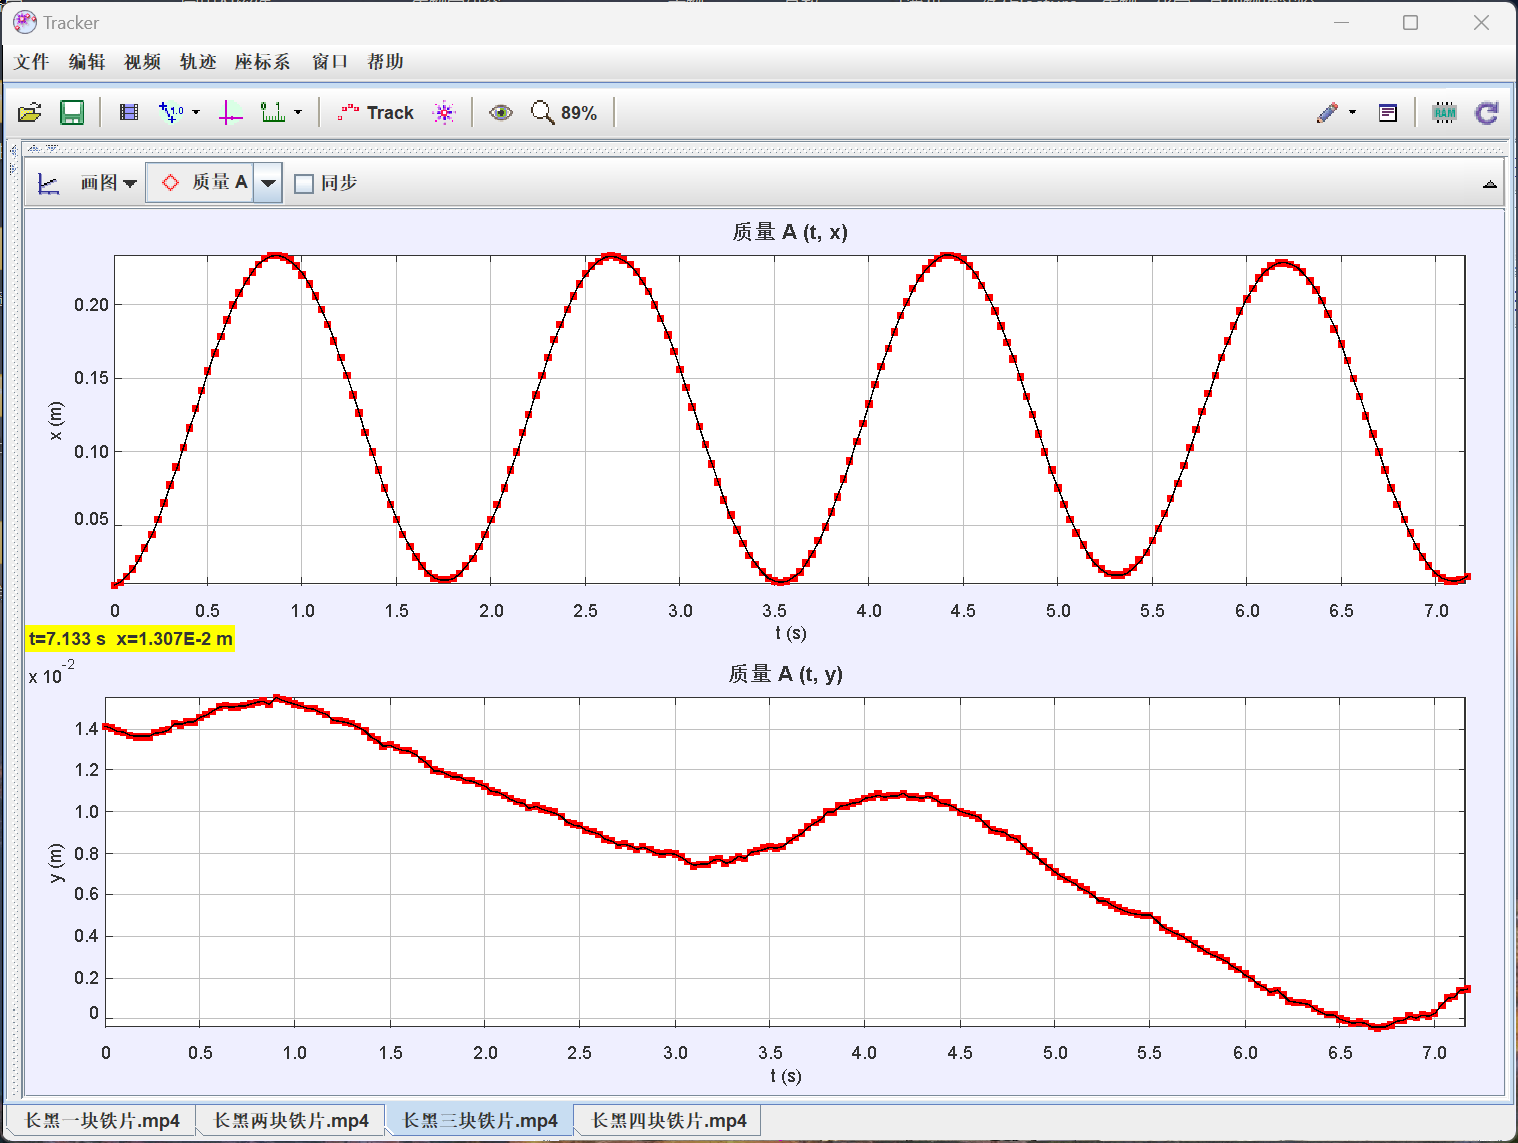 Tracker
文件 编辑 视频 轨迹 座标系 窗口 帮助
Track 89% RAM
画图 质量 A 同步
质量 A (t, x)
x (m)
0.20
0.15
0.10
0.05
0 0.5 1.0 1.5 2.0 2.5 3.0 3.5 4.0 4.5 5.0 5.5 6.0 6.5 7.0
t (s)
t=7.133 s x=1.307E-2 m
x 10-2
质量 A (t, y)
y (m)
1.4
1.2
1.0
0.8
0.6
0.4
0.2
0
0 0.5 1.0 1.5 2.0 2.5 3.0 3.5 4.0 4.5 5.0 5.5 6.0 6.5 7.0
t (s)
长黑一块铁片.mp4 长黑两块铁片.mp4 长黑三块铁片.mp4 长黑四块铁片.mp4